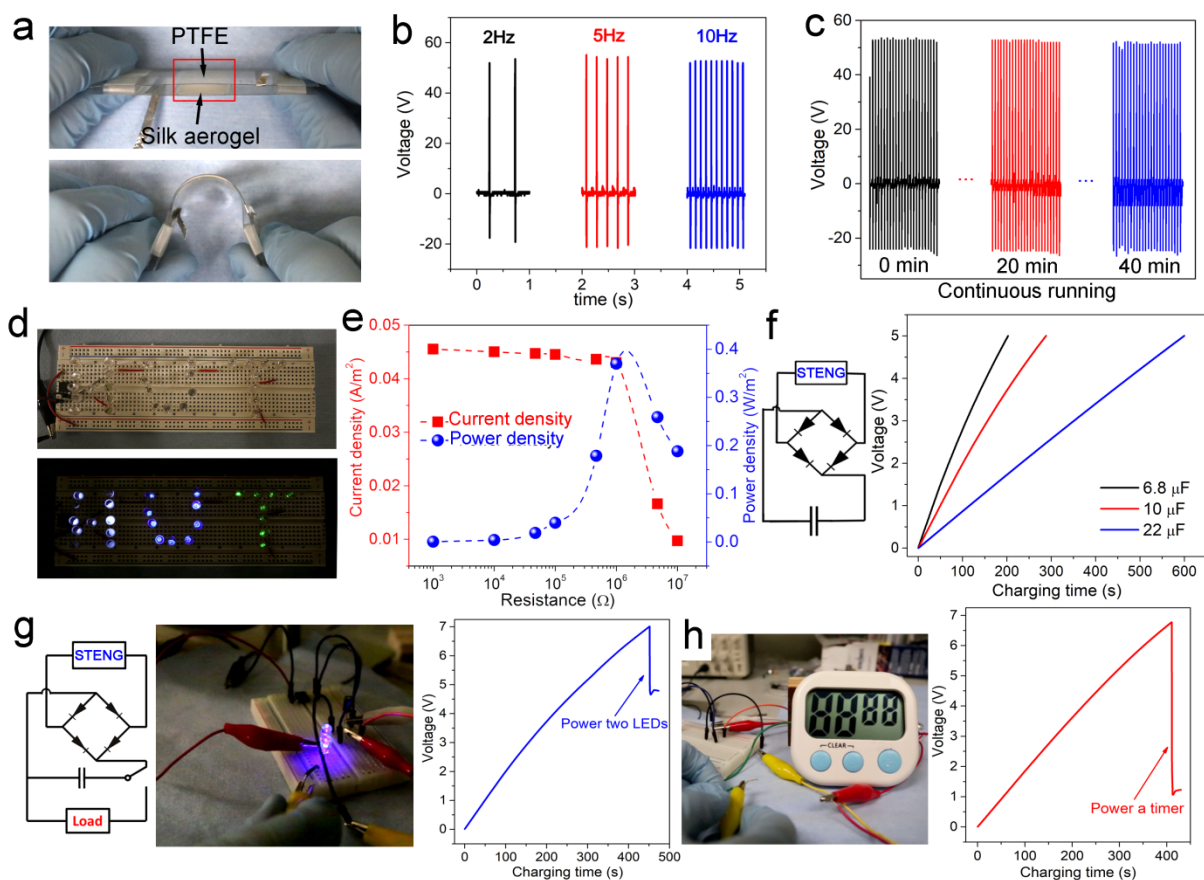 a
PTFE
Silk aerogel
b
2Hz
5Hz
10Hz
60
40
20
0
-20
Voltage (V)
0 1 2 3 4 5
time (s)
c
60
40
20
0
-20
Voltage (V)
0 min
20 min
40 min
Continuous running
d
e
0.05
0.04
0.03
0.02
0.01
Current density (A/m²)
Current density
Power density
0.4
0.3
0.2
0.1
0.0
Power density (W/m²)
10³ 10⁴ 10⁵ 10⁶ 10⁷
Resistance (Ω)
f
STENG
5
4
3
2
1
0
Voltage (V)
6.8 μF
10 μF
22 μF
0 100 200 300 400 500 600
Charging time (s)
g
STENG
Load
7
6
5
4
3
2
1
0
Voltage (V)
Power two LEDs
0 100 200 300 400 500
Charging time (s)
h
CLEAR
7
6
5
4
3
2
1
0
Voltage (V)
Power a timer
0 100 200 300 400
Charging time (s)